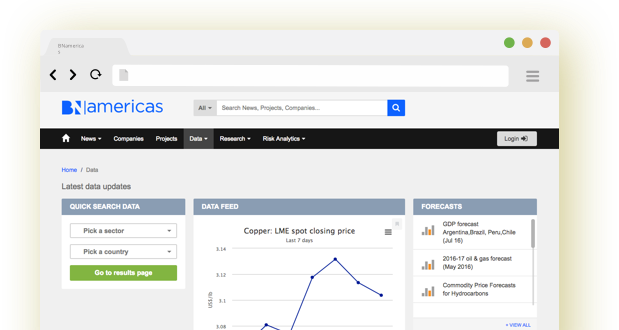 BNamerica
s
BNamericas
All
Search News, Projects, Companies...
News
Companies
Projects
Data
Research
Risk Analytics
Login
Home / Data
Latest data updates
QUICK SEARCH DATA
Pick a sector
Pick a country
Go to results page
DATA FEED
Copper: LME spot closing price
Last 7 days
3.14
3.12
3.1
3.08
US$/lb
FORECASTS
GDP forecast
Argentina,Brazil, Peru,Chile
(Jul 16)
2016-17 oil & gas forecast
(May 2016)
Commodity Price Forecasts
for Hydrocarbons
+ VIEW ALL